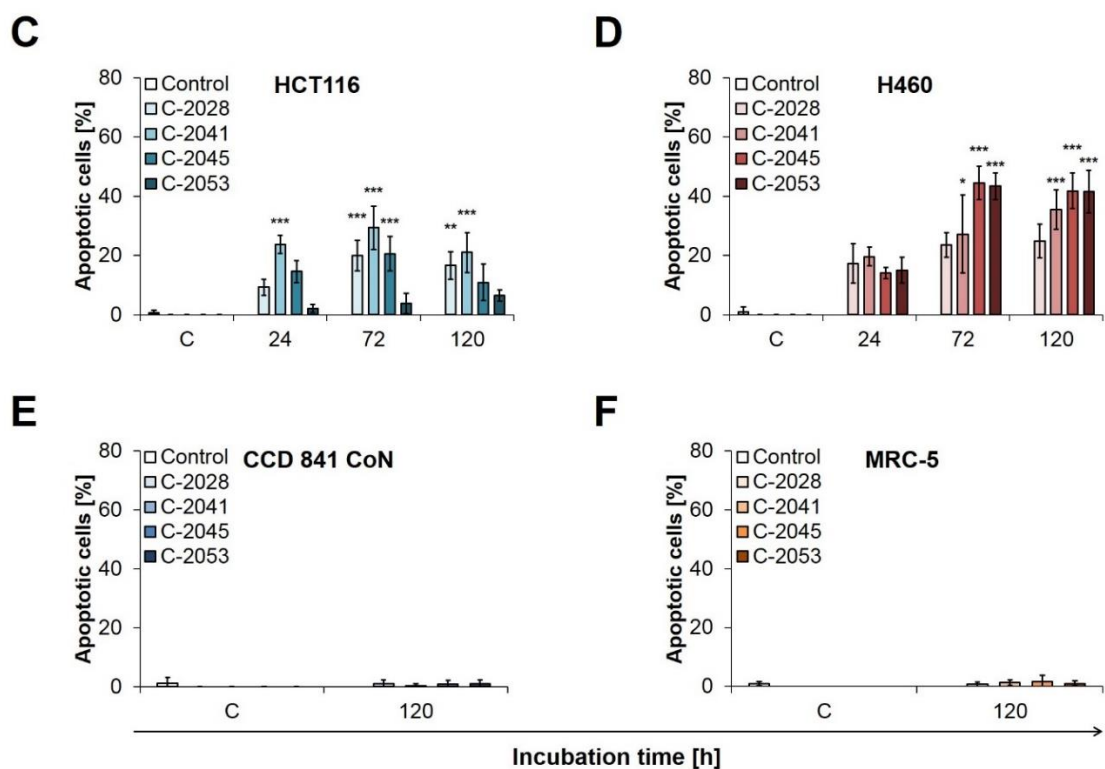 C
Apoptotic cells [%]
80
60
40
20
0
HCT116
Control
C-2028
C-2041
C-2045
C-2053
***
*** *** ***
** ***
C 24 72 120
D
Apoptotic cells [%]
80
60
40
20
0
H460
Control
C-2028
C-2041
C-2045
C-2053
* *** ***
*** *** ***
C 24 72 120
E
Apoptotic cells [%]
80
60
40
20
0
CCD 841 CoN
Control
C-2028
C-2041
C-2045
C-2053
C 120
F
Apoptotic cells [%]
80
60
40
20
0
MRC-5
Control
C-2028
C-2041
C-2045
C-2053
C 120
Incubation time [h]